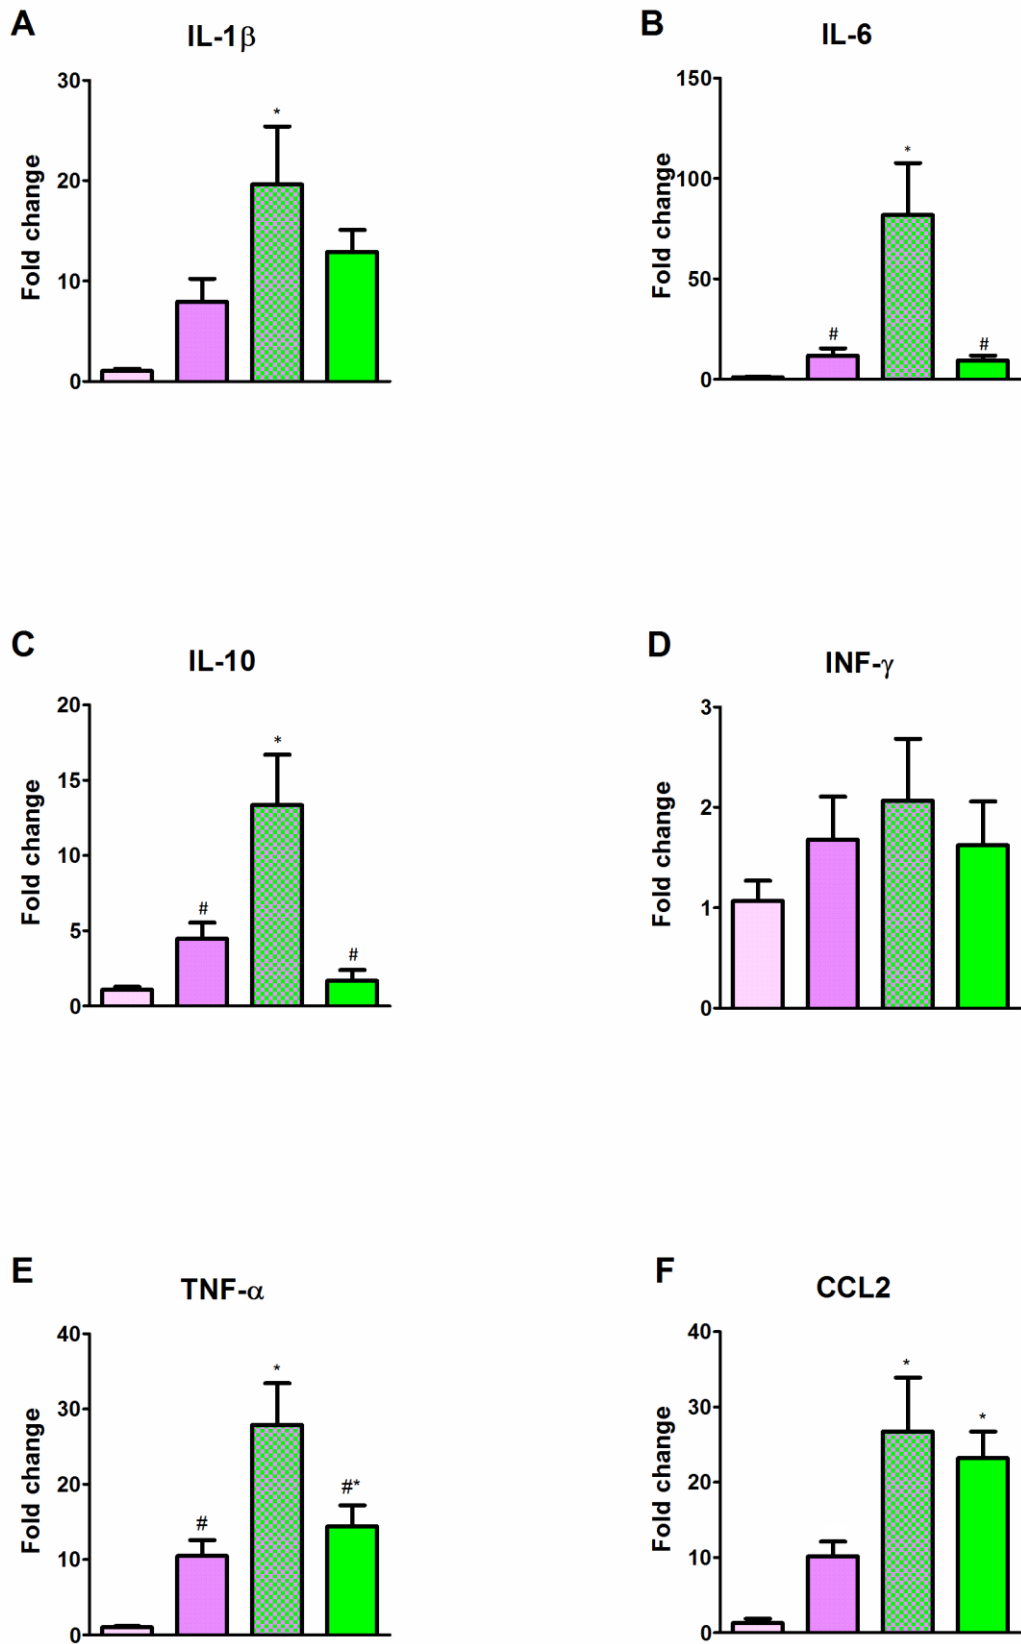 A
IL-1β
30
20
10
0
Fold change
*
B
IL-6
150
100
50
0
Fold change
#
*
#
C
IL-10
20
15
10
5
0
Fold change
#
*
#
D
INF-γ
3
2
1
0
Fold change
E
TNF-α
40
30
20
10
0
Fold change
#
*
#*
F
CCL2
40
30
20
10
0
Fold change
*
*